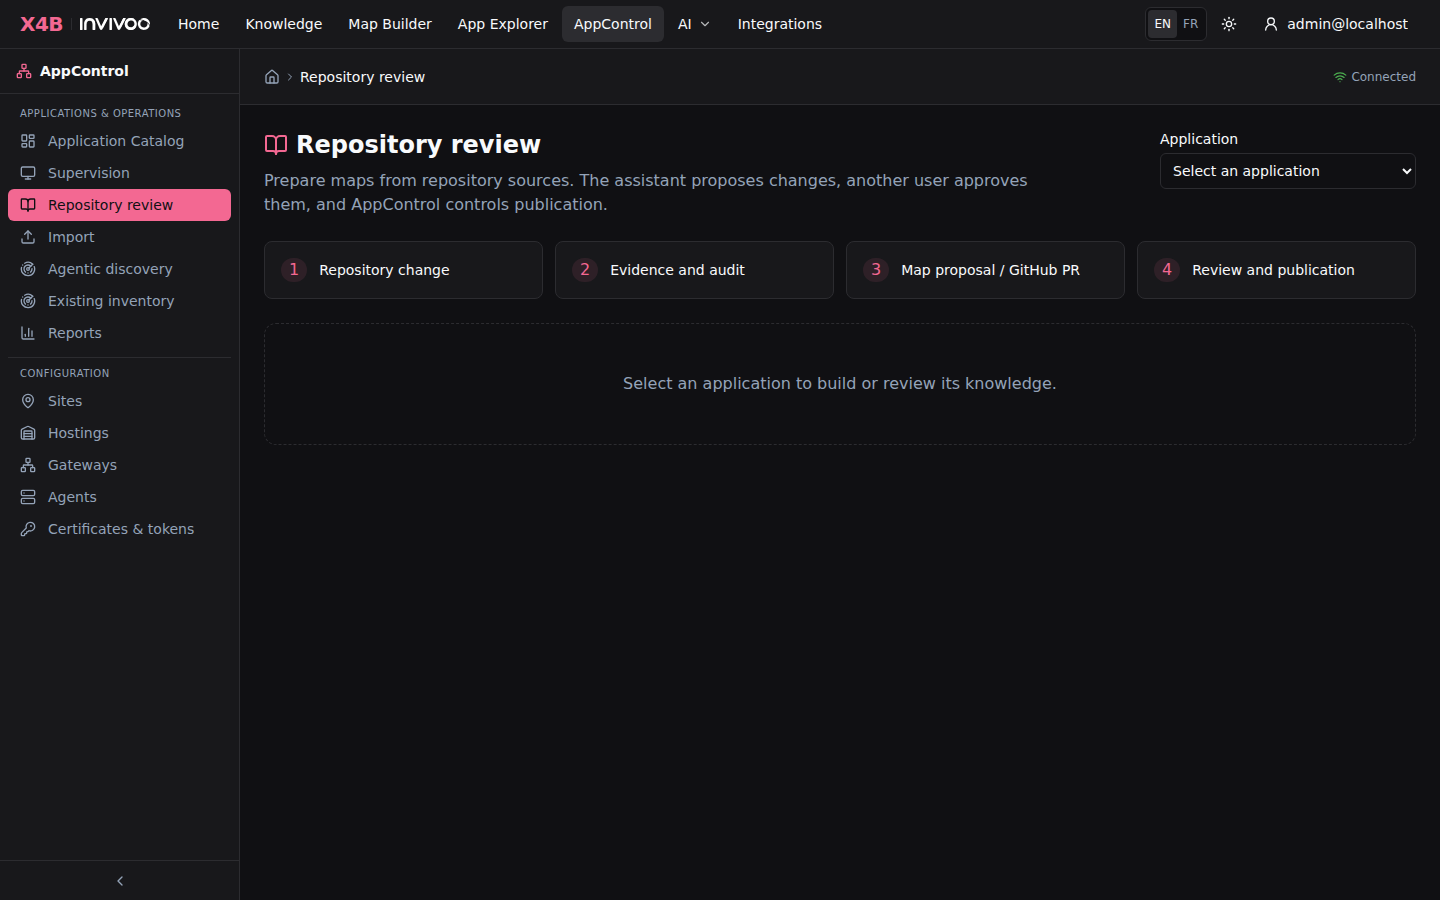 X4B INVIVOO Home Knowledge Map Builder App Explorer AppControl AI Integrations EN FR admin@localhost
AppControl
APPLICATIONS & OPERATIONS
Application Catalog
Supervision
Repository review
Import
Agentic discovery
Existing inventory
Reports
CONFIGURATION
Sites
Hostings
Gateways
Agents
Certificates & tokens
Repository review
Connected
Repository review
Prepare maps from repository sources. The assistant proposes changes, another user approves
them, and AppControl controls publication.
Application
Select an application
1 Repository change
2 Evidence and audit
3 Map proposal / GitHub PR
4 Review and publication
Select an application to build or review its knowledge.